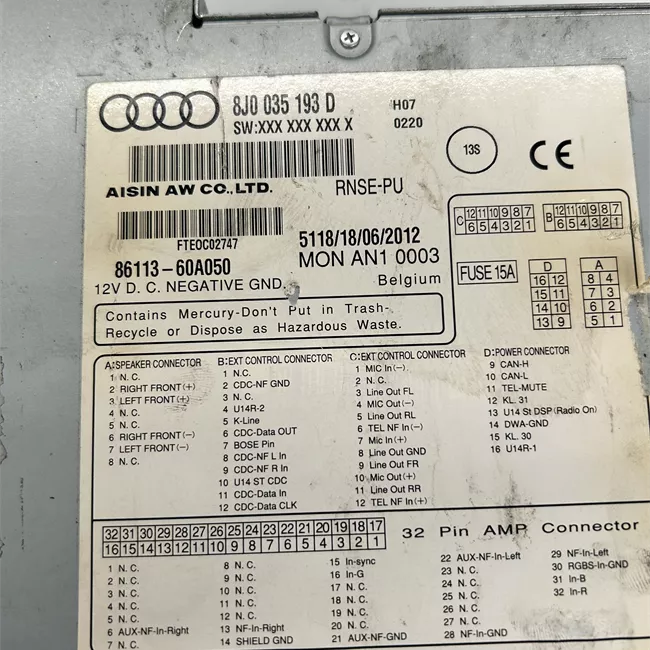 8J0 035 193 D H07
SW:XXX XXX XXX X 0220
13S CE
AISIN AW CO., LTD. RNSE-PU
FTEOC02747
5118/18/06/2012
86113-60A050 MON AN1 0003
12V D. C. NEGATIVE GND. Belgium
Contains Mercury-Don't Put in Trash-
Recycle or Dispose as Hazardous Waste.
C 12 11 10 9 8 7
6 5 4 3 2 1
B 12 11 10 9 8 7
6 5 4 3 2 1
FUSE 15A
D A
16 12 8 4
15 11 7 3
14 10 6 2
13 9 5 1
A:SPEAKER CONNECTOR
1 N. C.
2 RIGHT FRONT(+)
3 LEFT FRONT(+)
4 N. C.
5 N. C.
6 RIGHT FRONT(-)
7 LEFT FRONT(-)
8 N. C.
B:EXT CONTROL CONNECTOR
1 N. C.
2 CDC-NF GND
3 N. C.
4 U14R-2
5 K-Line
6 CDC-Data OUT
7 BOSE Pin
8 CDC-NF L In
9 CDC-NF R In
10 U14 ST CDC
11 CDC-Data In
12 CDC-Data CLK
C:EXT CONTROL CONNECTOR
1 MIC In(-)
2 N. C.
3 Line Out FL
4 MIC Out(-)
5 Line Out RL
6 TEL NF In(-)
7 Mic In(+)
8 Line Out GND
9 Line Out FR
10 Mic Out(+)
11 Line Out RR
12 TEL NF In(+)
D:POWER CONNECTOR
9 CAN-H
10 CAN-L
11 TEL-MUTE
12 KL. 31
13 U14 St DSP(Radio On)
14 DWA-GND
15 KL. 30
16 U14R-1
32 31 30 29 28 27 26 25 24 23 22 21 20 19 18 17
16 15 14 13 12 11 10 9 8 7 6 5 4 3 2 1
32 Pin AMP Connector
1 N. C.
2 N. C.
3 N. C.
4 N. C.
5 N. C.
6 AUX-NF-In-Right
7 N. C.
8 N. C.
9 N. C.
10 N. C.
11 N. C.
12 N. C.
13 NF-In-Right
14 SHIELD GND
15 In-sync
16 In-G
17 N. C.
18 N. C.
19 N. C.
20 N. C.
21 AUX-NF-GND
22 AUX-NF-In-Left
23 N. C.
24 N. C.
25 N. C.
26 N. C.
27 N. C.
28 NF-In-GND
29 NF-In-Left
30 RGBS-In-GND
31 In-B
32 In-R